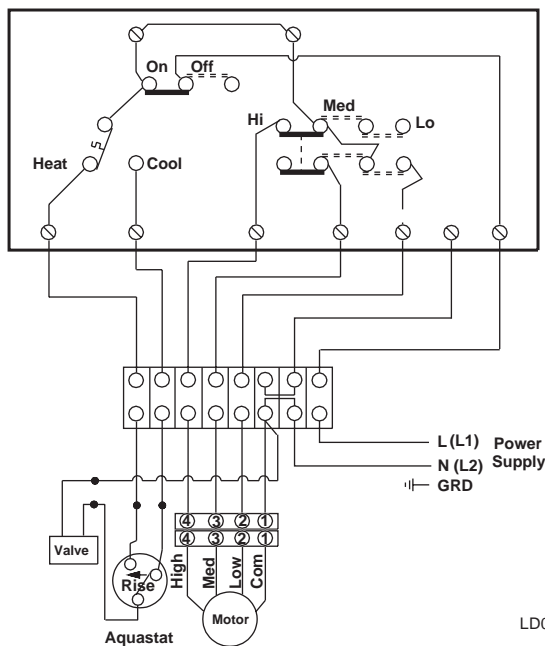 On Off
Hi Med Lo
Heat Cool
L (L1) Power
N (L2) Supply
GRD
4 3 2 1
4 3 2 1
Valve
Rise
High Med Low Com
Motor
Aquastat